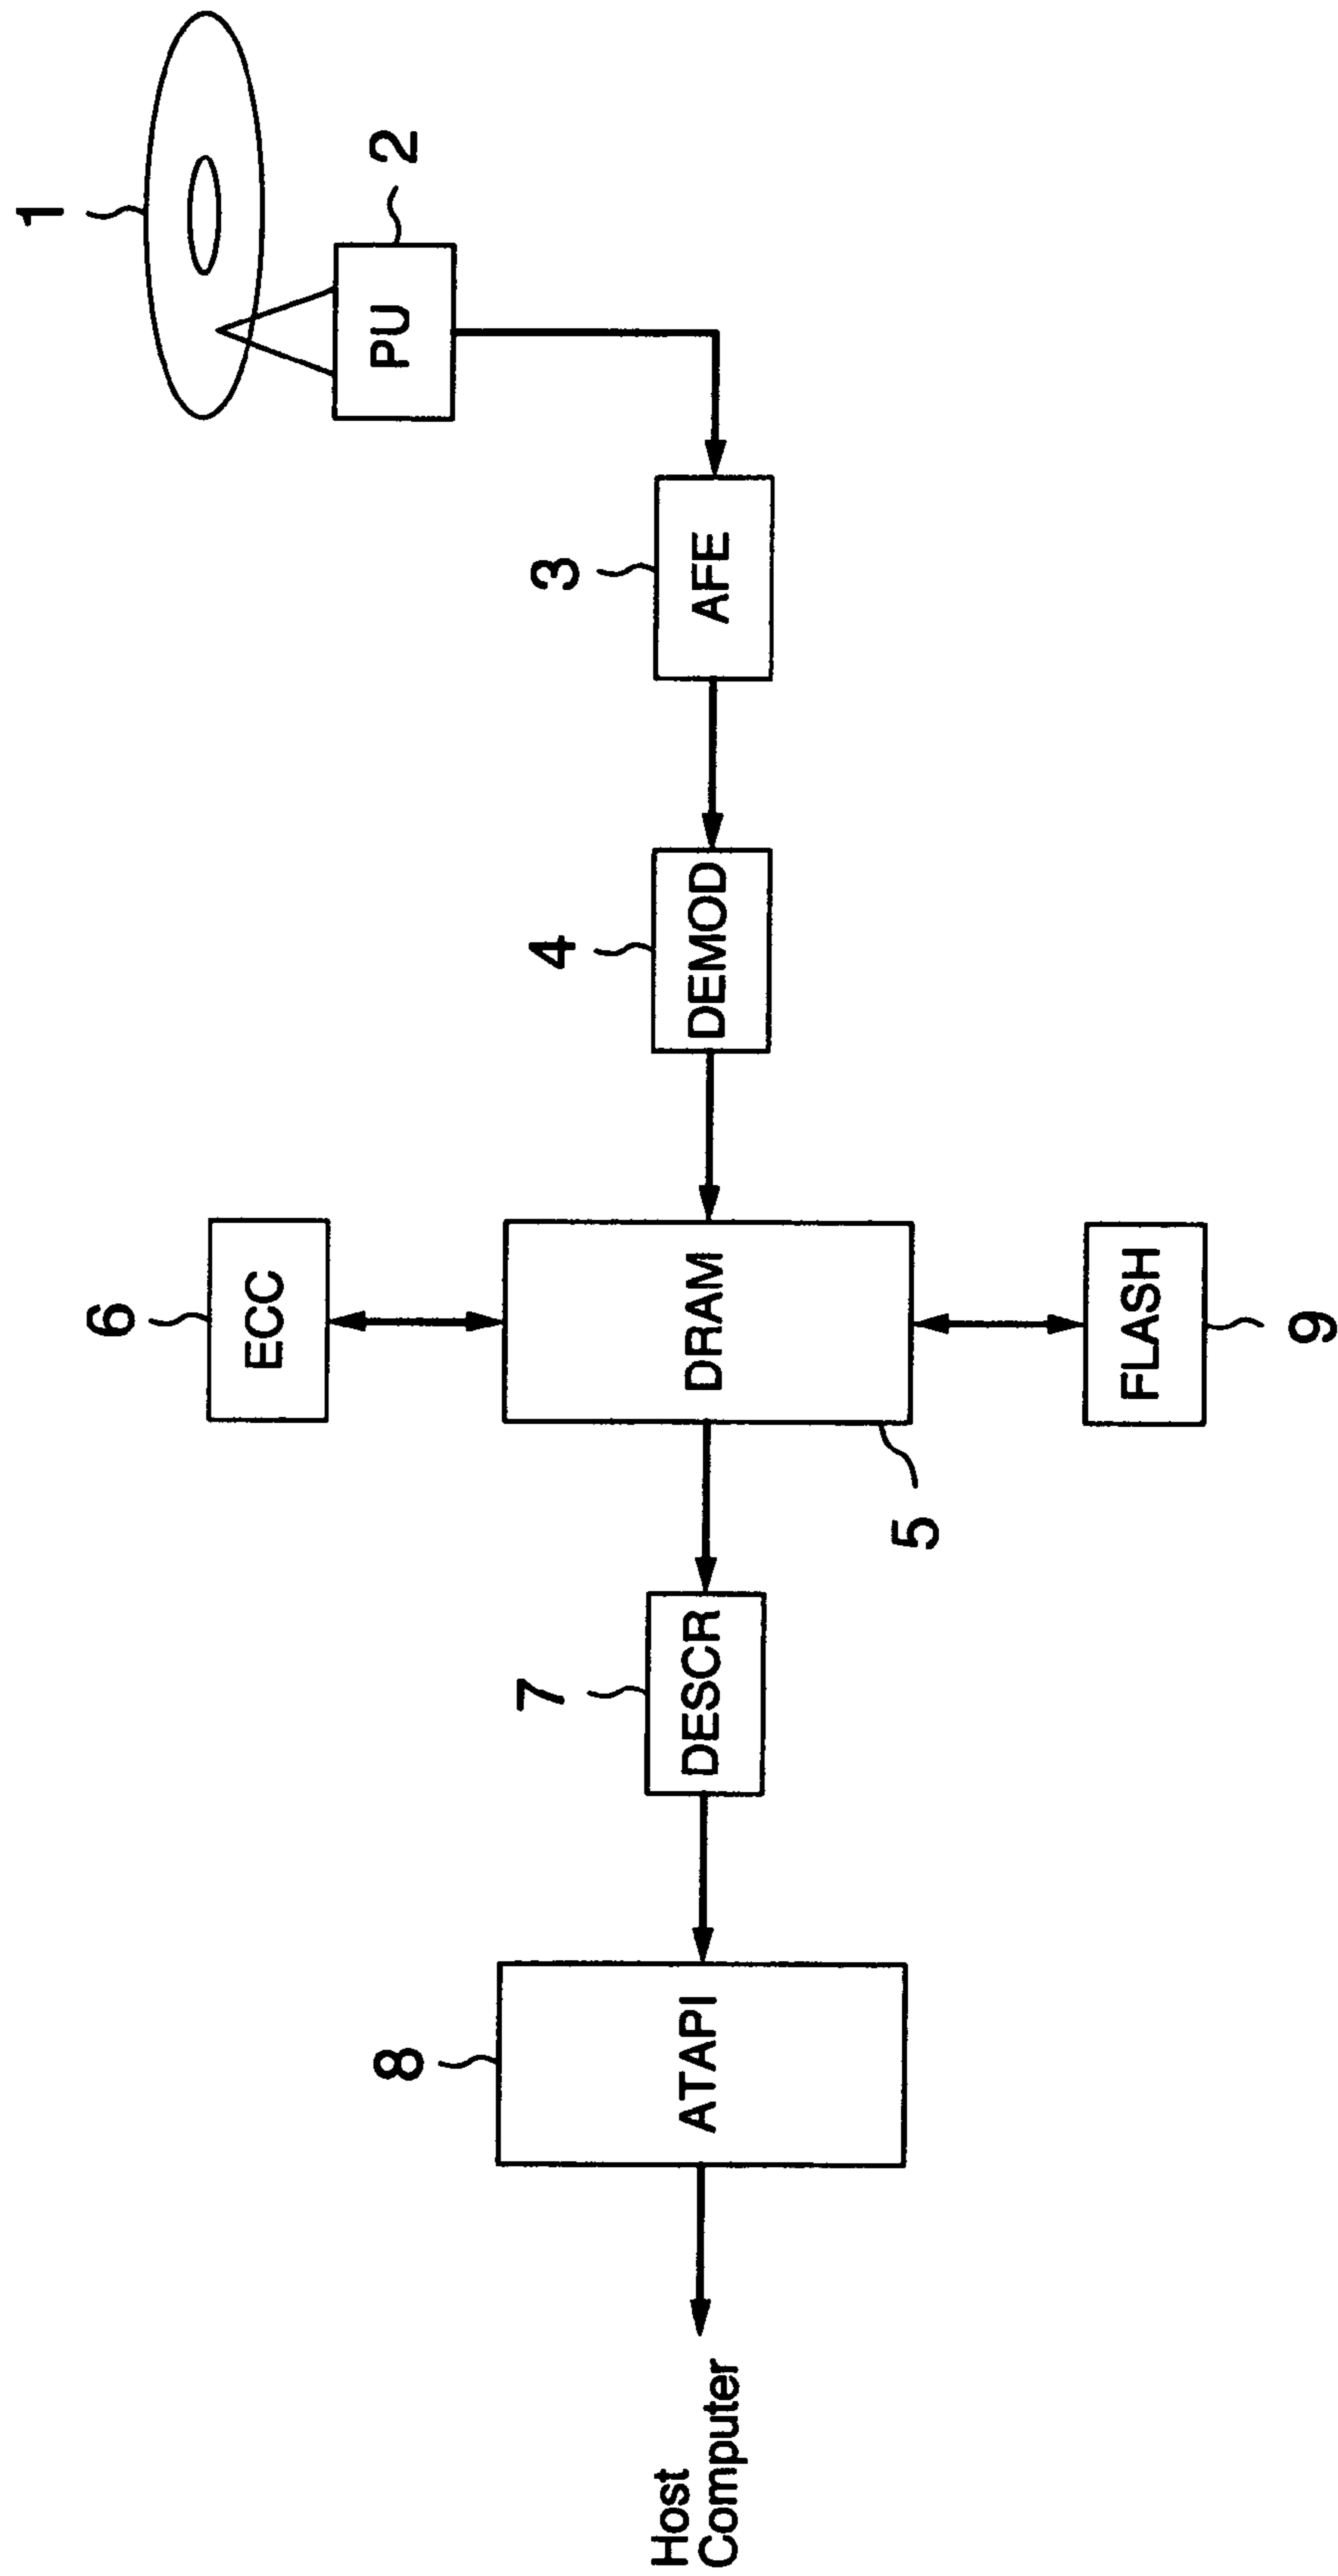 1
PU
2
AFE
3
DEMOD
4
DRAM
5
ECC
6
FLASH
9
DESCR
7
ATAPI
8
Host
Computer